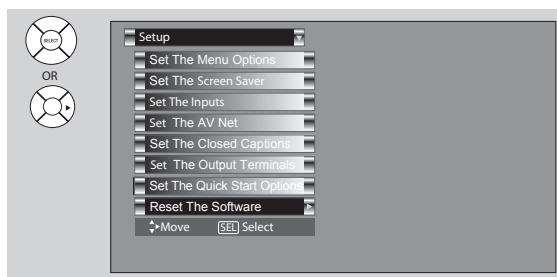 SELECT
OR
Setup
Set The Menu Options
Set The Screen Saver
Set The Inputs
Set The AV Net
Set The Closed Captions
Set The Output Terminals
Set The Quick Start Options
Reset The Software
Move SEL Select